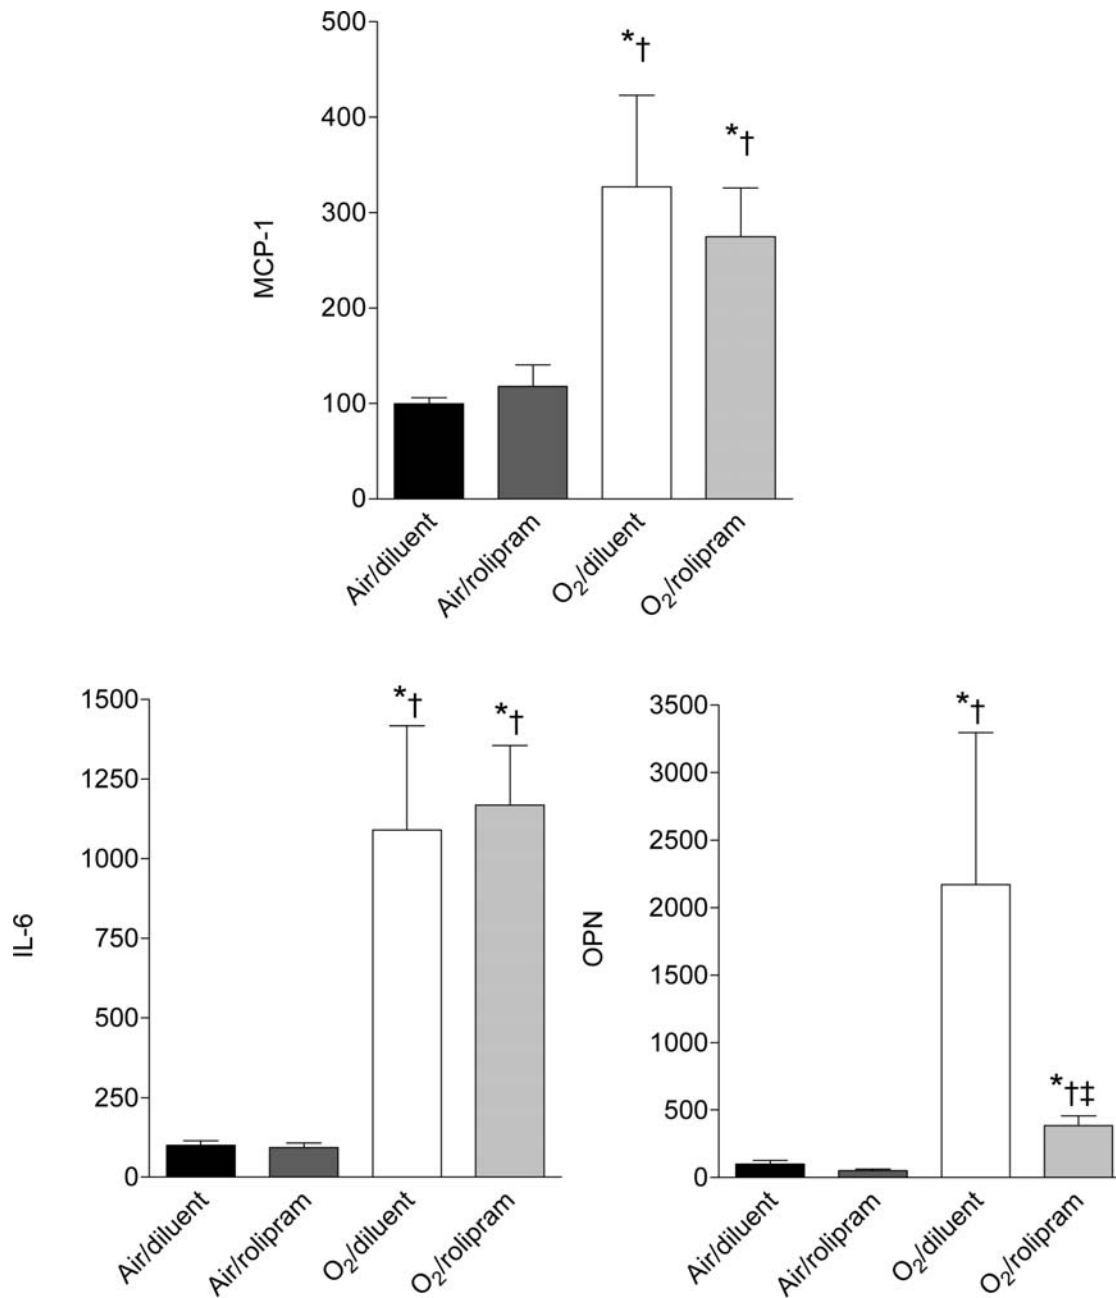 500
400
300
200
100
0
MCP-1
*†
*†
Air/diluent
Air/rolipram
O₂/diluent
O₂/rolipram
1500
1250
1000
750
500
250
0
IL-6
*†
*†
Air/diluent
Air/rolipram
O₂/diluent
O₂/rolipram
3500
3000
2500
2000
1500
1000
500
0
OPN
*†
*†‡
Air/diluent
Air/rolipram
O₂/diluent
O₂/rolipram